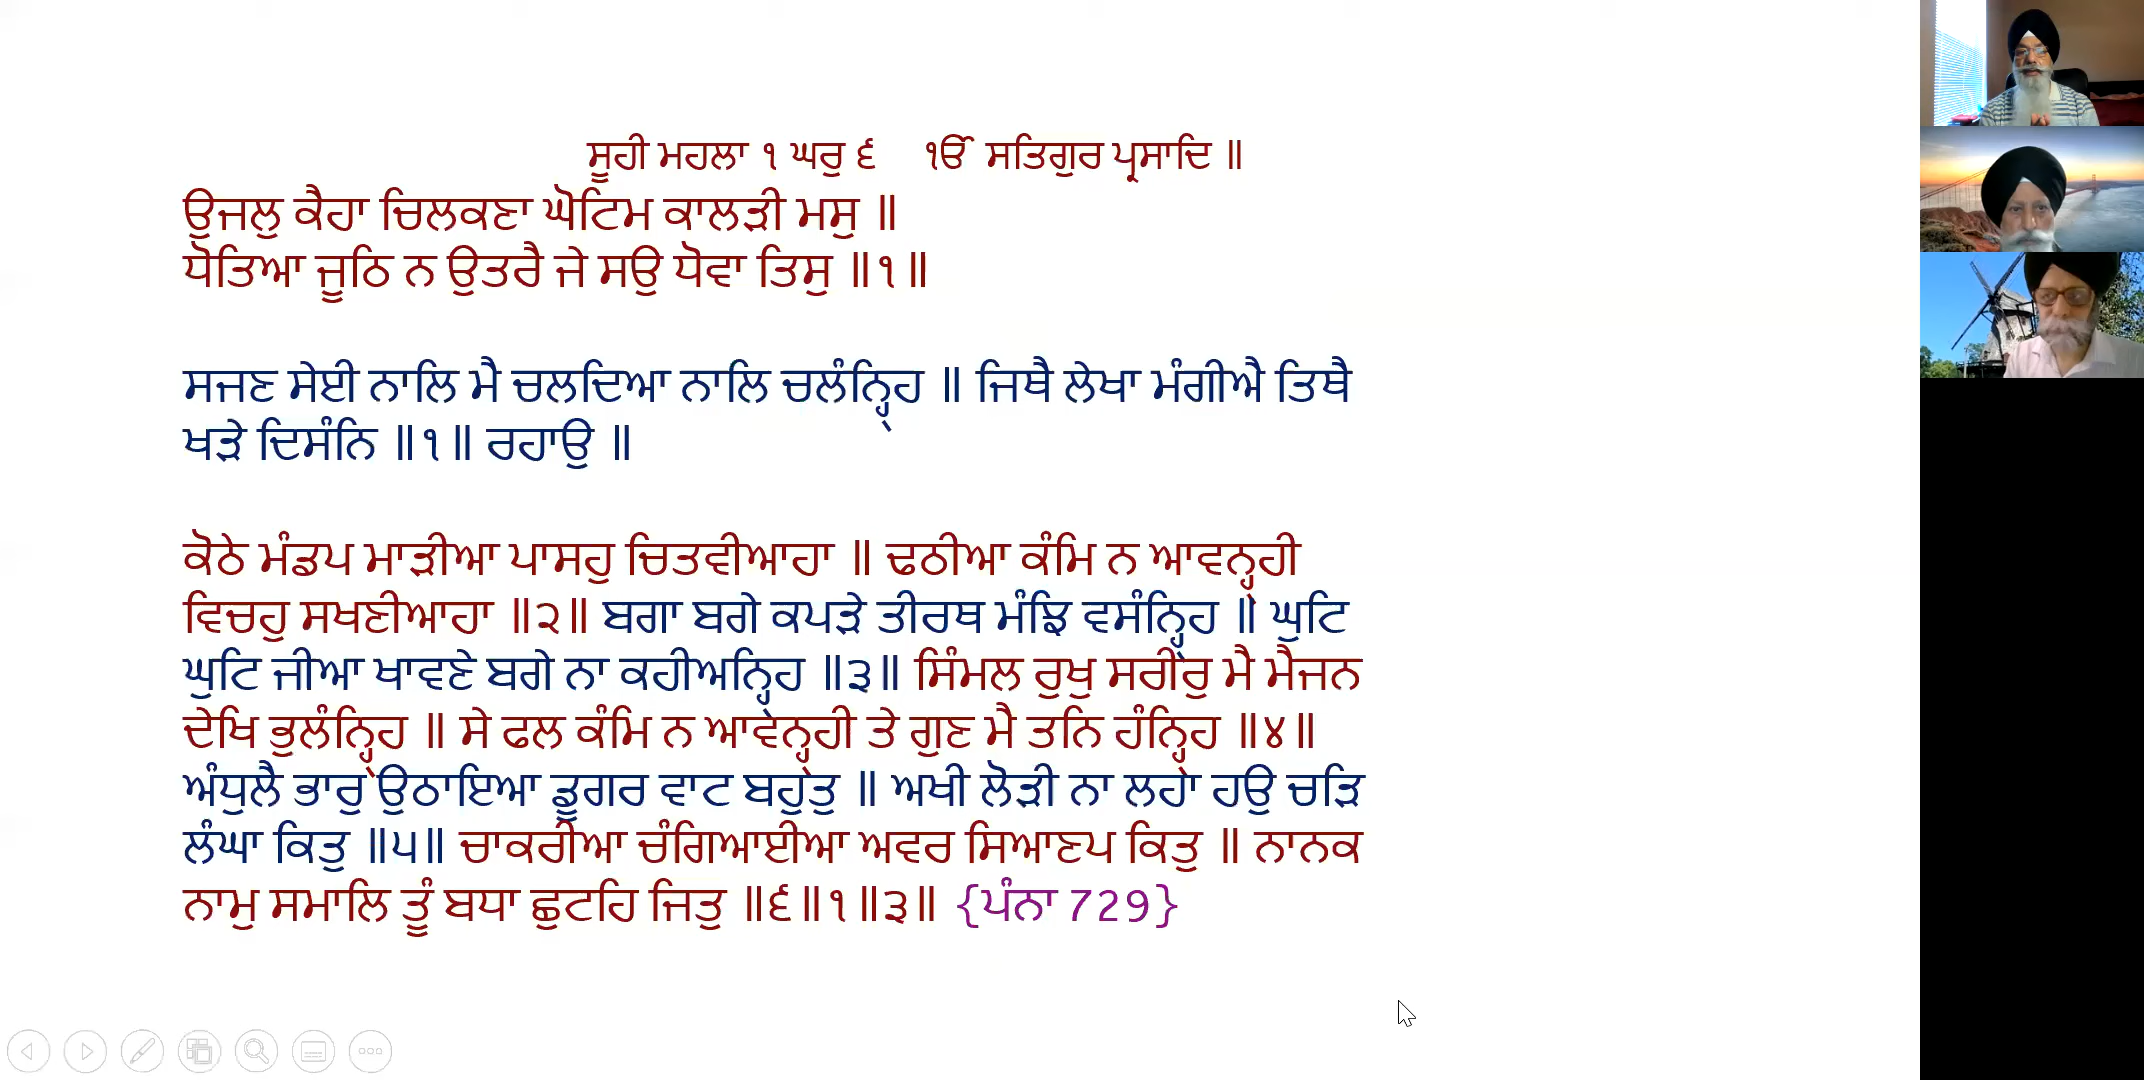 ਸੂਹੀ ਮਹਲਾ ੧ ਘਰੁ ੬ ੴ ਸਤਿਗੁਰ ਪ੍ਰਸਾਦਿ ॥
ਉਜਲੁ ਕੈਹਾ ਚਿਲਕਣਾ ਘੋਟਿਮ ਕਾਲੜੀ ਮਸੁ ॥
ਧੋਤਿਆ ਜੂਠਿ ਨ ਉਤਰੈ ਜੇ ਸਉ ਧੋਵਾ ਤਿਸੁ ॥੧॥
ਸਜਣ ਸੇਈ ਨਾਲਿ ਮੈ ਚਲਦਿਆ ਨਾਲਿ ਚਲੰਨ੍ਹ੍ਹਿ ॥ ਜਿਥੈ ਲੇਖਾ ਮੰਗੀਐ ਤਿਥੈ
ਖੜੇ ਦਿਸੰਨਿ ॥੧॥ ਰਹਾਉ ॥
ਕੋਠੇ ਮੰਡਪ ਮਾੜੀਆ ਪਾਸਹੁ ਚਿਤਵੀਆਹਾ ॥ ਢਠੀਆ ਕੰਮਿ ਨ ਆਵਨ੍ਹ੍ਹੀ
ਵਿਚਹੁ ਸਖਣੀਆਹਾ ॥੨॥ ਬਗਾ ਬਗੇ ਕਪੜੇ ਤੀਰਥ ਮੰਝਿ ਵਸੰਨ੍ਹ੍ਹਿ ॥ ਘੁਟਿ
ਘੁਟਿ ਜੀਆ ਖਾਵਣੇ ਬਗੇ ਨਾ ਕਹੀਅਨ੍ਹ੍ਹਿ ॥੩॥ ਸਿੰਮਲ ਰੁਖੁ ਸਰੀਰੁ ਮੈ ਮੈਜਨ
ਦੇਖਿ ਭੁਲੰਨ੍ਹ੍ਹਿ ॥ ਸੇ ਫਲ ਕੰਮਿ ਨ ਆਵਨ੍ਹ੍ਹੀ ਤੇ ਗੁਣ ਮੈ ਤਨਿ ਹੰਨ੍ਹ੍ਹਿ ॥੪॥
ਅੰਧੁਲੈ ਭਾਰੁ ਉਠਾਇਆ ਡੂਗਰ ਵਾਟ ਬਹੁਤੁ ॥ ਅਖੀ ਲੋੜੀ ਨਾ ਲਹਾ ਹਉ ਚੜਿ
ਲੰਘਾ ਕਿਤੁ ॥੫॥ ਚਾਕਰੀਆ ਚੰਗਿਆਈਆ ਅਵਰ ਸਿਆਣਪ ਕਿਤੁ ॥ ਨਾਨਕ
ਨਾਮੁ ਸਮਾਲਿ ਤੂੰ ਬਧਾ ਛੁਟਹਿ ਜਿਤੁ ॥੬॥੧॥੩॥ {ਪੰਨਾ 729}